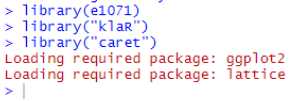 > library(e1071)
> library("klaR")
> library("caret")
Loading required package: ggplot2
Loading required package: lattice
>